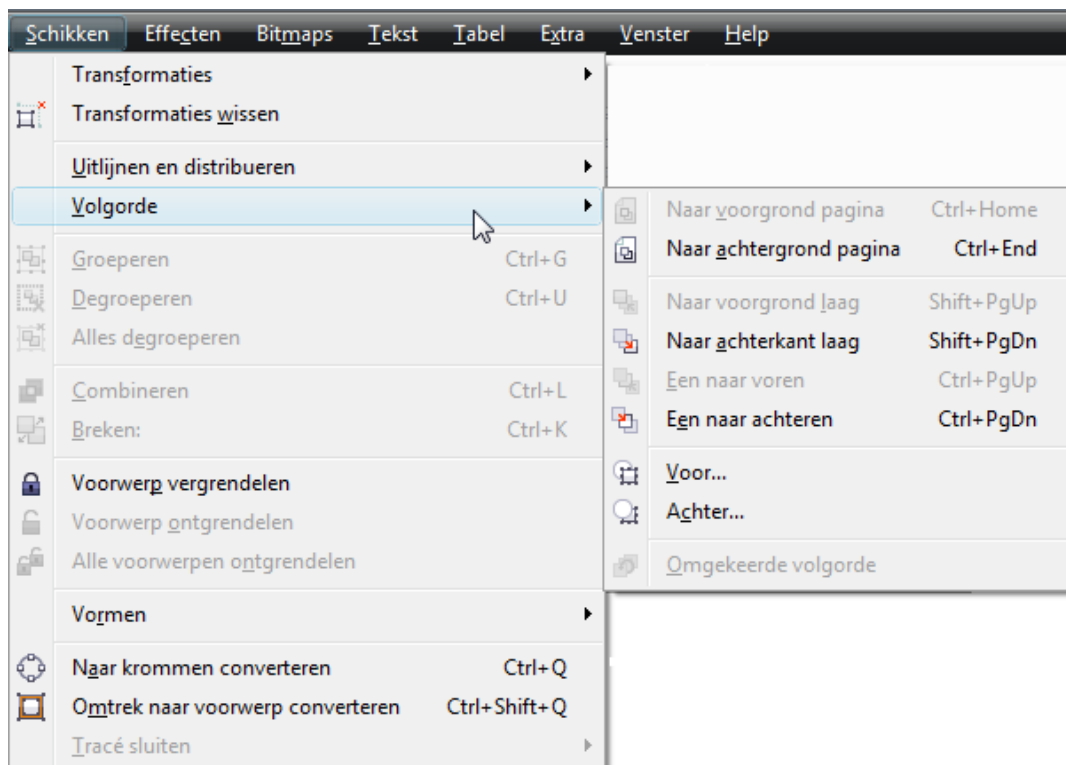 Schikken Effecten Bitmaps Tekst Tabel Extra Venster Help
Transformaties
Transformaties wissen
Uitlijnen en distribueren
Volgorde
Groeperen Ctrl+G
Degroeperen Ctrl+U
Alles degroeperen
Combineren Ctrl+L
Breken: Ctrl+K
Voorwerp vergrendelen
Voorwerp ontgrendelen
Alle voorwerpen ontgrendelen
Vormen
Naar krommen converteren Ctrl+Q
Omtrek naar voorwerp converteren Ctrl+Shift+Q
Tracé sluiten
Naar voorgrond pagina Ctrl+Home
Naar achtergrond pagina Ctrl+End
Naar voorgrond laag Shift+PgUp
Naar achterkant laag Shift+PgDn
Een naar voren Ctrl+PgUp
Een naar achteren Ctrl+PgDn
Voor...
Achter...
Omgekeerde volgorde